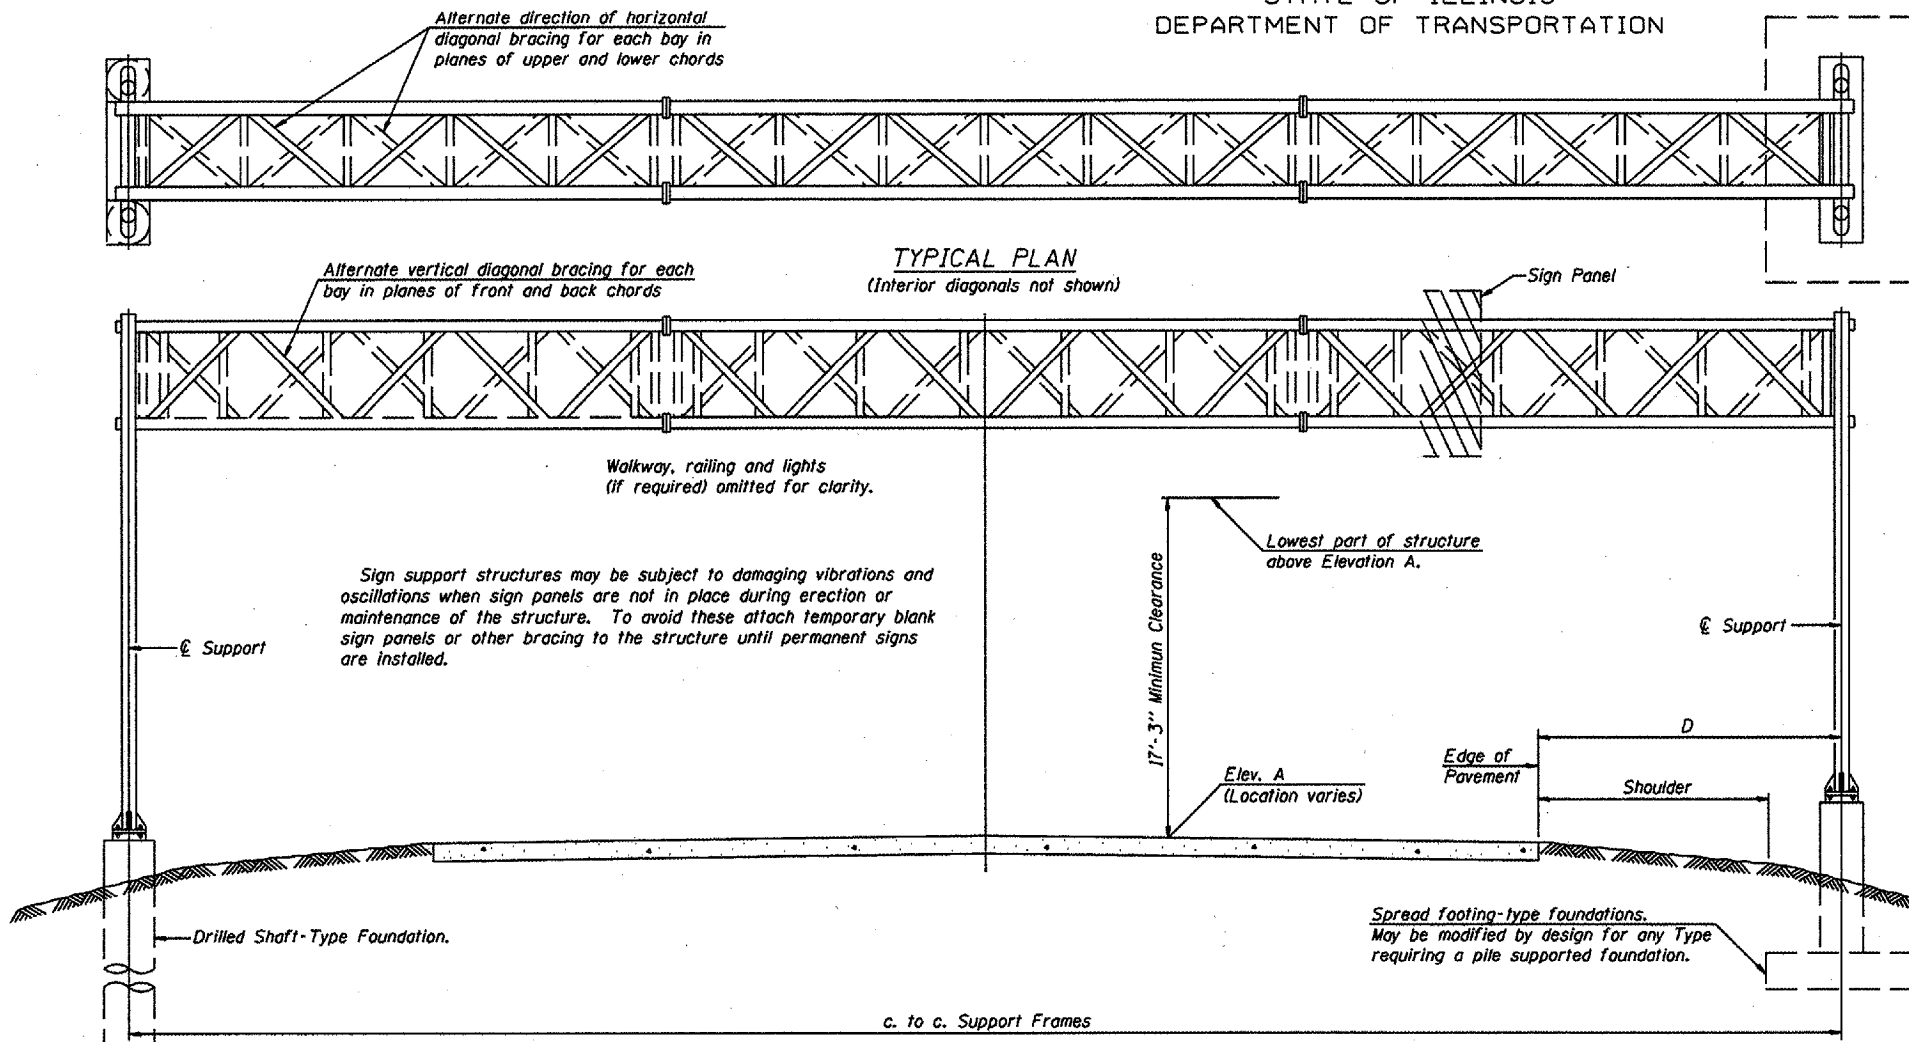 STATE OF ILLINOIS
DEPARTMENT OF TRANSPORTATION
Alternate direction of horizontal
diagonal bracing for each bay in
planes of upper and lower chords
TYPICAL PLAN
(Interior diagonals not shown)
Alternate vertical diagonal bracing for each
bay in planes of front and back chords
Sign Panel
Walkway, railing and lights
(if required) omitted for clarity.
Lowest part of structure
above Elevation A.
17'-3" Minimun Clearance
Sign support structures may be subject to damaging vibrations and
oscillations when sign panels are not in place during erection or
maintenance of the structure. To avoid these attach temporary blank
sign panels or other bracing to the structure until permanent signs
are installed.
℄ Support
℄ Support
D
Edge of
Pavement
Shoulder
Elev. A
(Location varies)
Drilled Shaft-Type Foundation.
Spread footing-type foundations.
May be modified by design for any Type
requiring a pile supported foundation.
c. to c. Support Frames